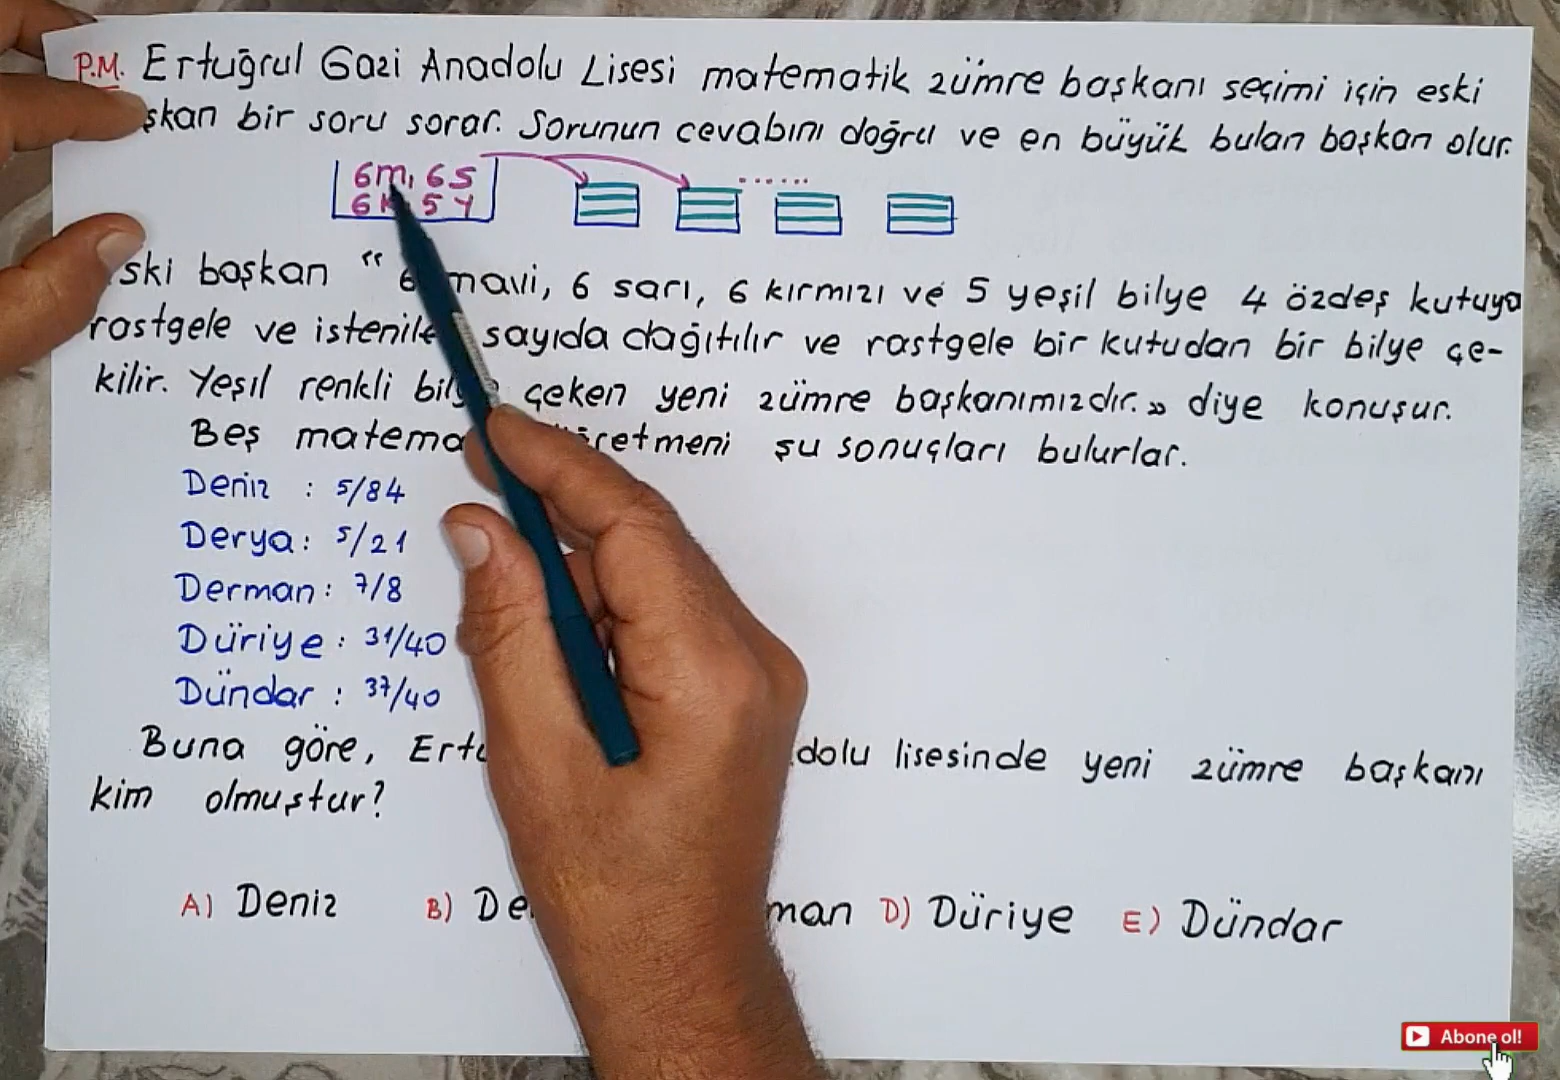 P.M. Ertuğrul Gazi Anadolu Lisesi matematik zümre başkanı seçimi için eski
şkan bir soru sorar. Sorunun cevabını doğru ve en büyük bulan başkan olur.
6m, 6S
6K, 5Y
ski başkan “ 6 mavi, 6 sarı, 6 kırmızı ve 5 yeşil bilye 4 özdeş kutuya
rastgele ve istenile sayıda dağıtılır ve rastgele bir kutudan bir bilye çe-
kilir. Yeşil renkli bilye çeken yeni zümre başkanımızdır.» diye konuşur.
Beş matema retmeni şu sonuçları bulurlar.
Deniz : 5/84
Derya : 5/21
Derman : 7/8
Düriye : 31/40
Dündar : 37/40
Buna göre, Ertu dolu lisesinde yeni zümre başkanı
kim olmuştur?
A) Deniz B) De man D) Düriye E) Dündar
Abone ol!